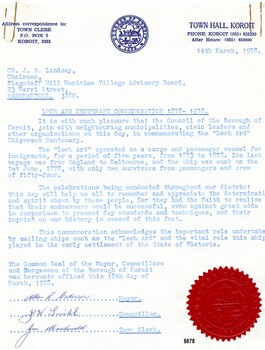 Address correspondence to:
TOWN CLERK
P.O. BOX 2
KOROIT, 3282
TOWN HALL, KOROIT
PHONE: KOROIT (055) 658235
After Hours: (055)
14th March, 1978.
CR. J. S. Lindsay,
Chairman,
Flagstaff Hill Maritime Village Advisory Board,
23 Merri Street,
WARRNAMBOOL, 3280.
LOCH ARD CENTENARY COMMEMORATION 1878-1978.
It is with much pleasure that the Council of the Borough of
Koroit, join with neighbouring municipalities, civic leaders and
other organisations on this day, in commemorating the "Loch Ard"
Shipwreck Centenary.
The "Loch Ard" operated as a cargo and passenger vessel for
immigrants, for a period of five years, from 1873 to 1878. Its last
voyage was from England to Melbourne, and the ship was sunk on the
1st June, 1878, with only two survivors from passengers and crew
of fifty-four.
The celebrations being conducted throughout our district
this day will help us all to remember and appreciate the determination
and spirit shown by these people, for they had the faith to realise
that their endeavours could be successful, even against great odds
in comparison to present day standards and techniques, and their
imprint on our history is record of this fact.
This commemoration acknowledges the important role undertaken
by sailing ships such as the "Loch Ard" and the vital role this ship
played in the early settlement of the State of Victoria.
The Common Seal of the Mayor, Councillors
and Burgesses of the Borough of Koroit
was hereunto affixed this 15th day of
March, 1978.
Mayor.
Councillor.
Town Clerk.
8678